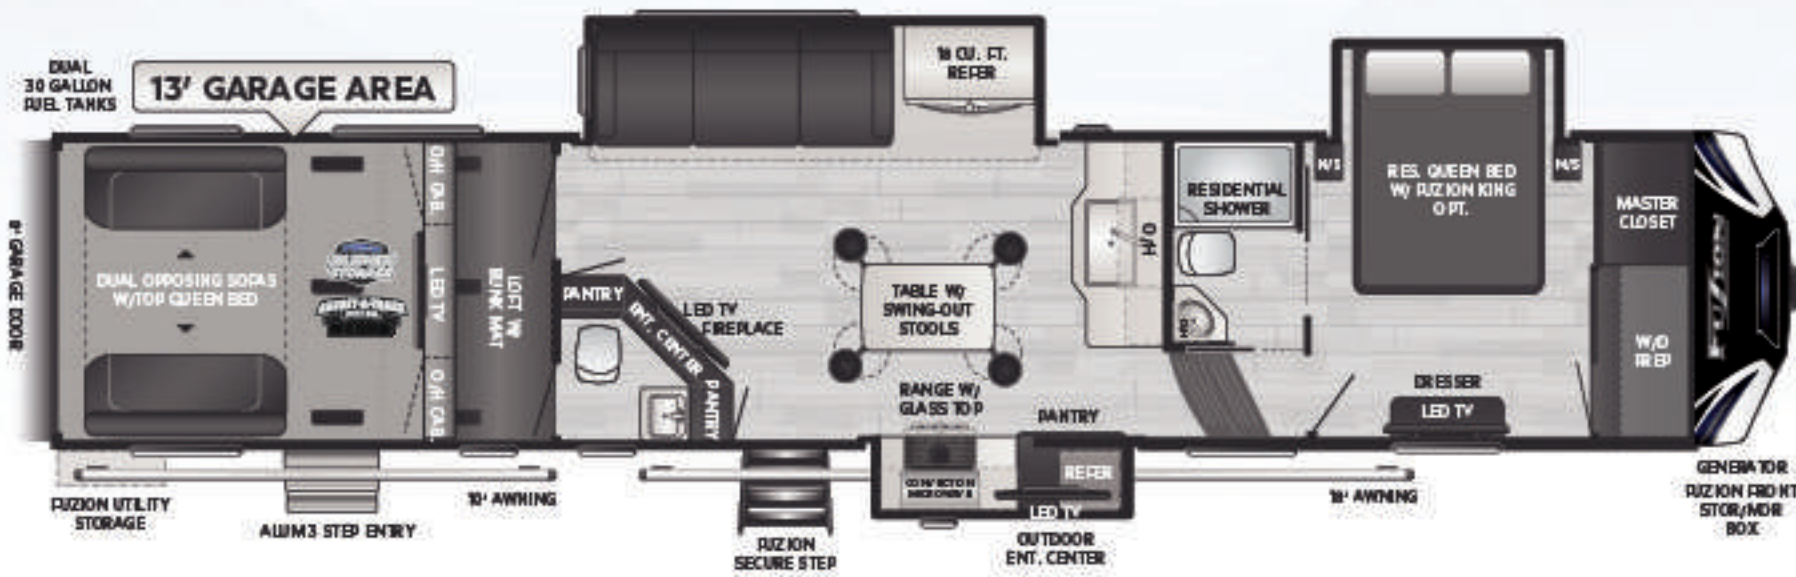 DUAL
30 GALLON
FUEL TANKS
13' GARAGE AREA
18 CU. FT.
REFER
8' GARAGE DOOR
DUAL OPPOSING SOFAS
W/TOP QUEEN BED
O/H CAB.
LED TV
O/H CAB.
LOFT W/
BUNK MAT
PANTRY
ENT. CENTER
PANTRY
LED TV
FIREPLACE
TABLE W/
SWING-OUT
STOOLS
O/H
RESIDENTIAL
SHOWER
N/S
RES. QUEEN BED
W/ FUZION KING
OPT.
N/S
MASTER
CLOSET
W/D
PREP
FUZION
RANGE W/
GLASS TOP
PANTRY
DRESSER
LED TV
CONVECTION
MICROWAVE
REFER
LED TV
OUTDOOR
ENT. CENTER
FUZION UTILITY
STORAGE
ALUM 3 STEP ENTRY
10' AWNING
FUZION
SECURE STEP
18' AWNING
GENERATOR
FUZION FRONT
STOR/MOR
BOX